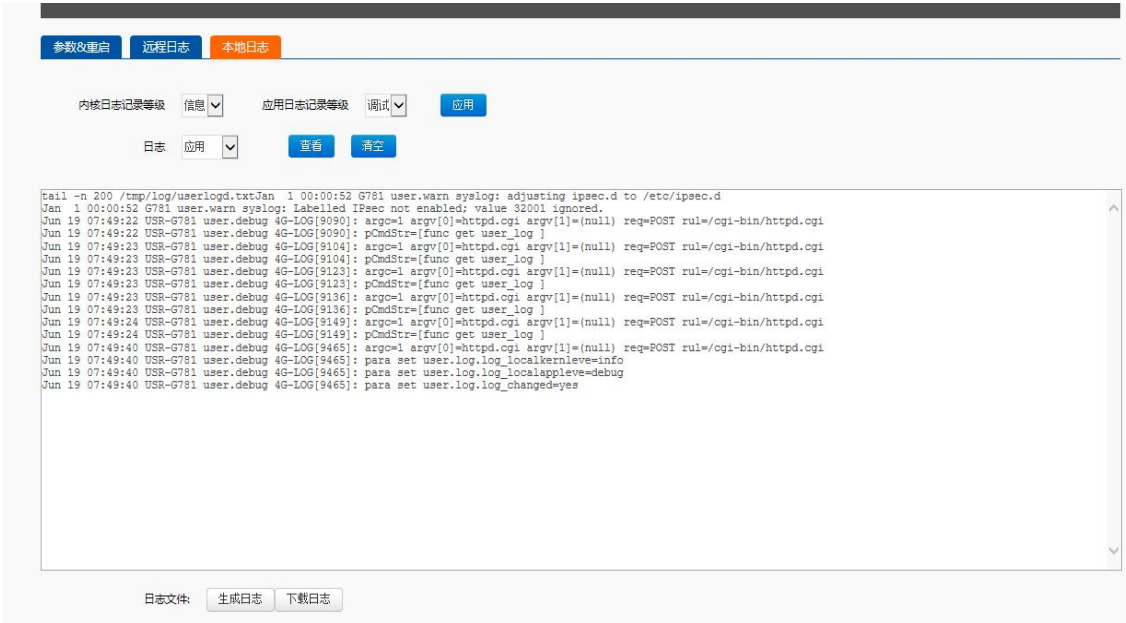 参数&重启 远程日志 本地日志
内核日志记录等级 信息 应用日志记录等级 调试 应用
日志 应用 查看 清空
tail -n 200 /tmp/log/userlogd.txtJan  1 00:00:52 G781 user.warn syslog: adjusting ipsec.d to /etc/ipsec.d
Jan  1 00:00:52 G781 user.warn syslog: Labelled IPsec not enabled; value 32001 ignored.
Jun 19 07:49:22 USR-G781 user.debug 4G-LOG[9090]: argc=1 argv[0]=httpd.cgi argv[1]=(null) req=POST rul=/cgi-bin/httpd.cgi
Jun 19 07:49:22 USR-G781 user.debug 4G-LOG[9090]: pCmdStr=[func get user_log ]
Jun 19 07:49:23 USR-G781 user.debug 4G-LOG[9104]: argc=1 argv[0]=httpd.cgi argv[1]=(null) req=POST rul=/cgi-bin/httpd.cgi
Jun 19 07:49:23 USR-G781 user.debug 4G-LOG[9104]: pCmdStr=[func get user_log ]
Jun 19 07:49:23 USR-G781 user.debug 4G-LOG[9123]: argc=1 argv[0]=httpd.cgi argv[1]=(null) req=POST rul=/cgi-bin/httpd.cgi
Jun 19 07:49:23 USR-G781 user.debug 4G-LOG[9123]: pCmdStr=[func get user_log ]
Jun 19 07:49:23 USR-G781 user.debug 4G-LOG[9136]: argc=1 argv[0]=httpd.cgi argv[1]=(null) req=POST rul=/cgi-bin/httpd.cgi
Jun 19 07:49:23 USR-G781 user.debug 4G-LOG[9136]: pCmdStr=[func get user_log ]
Jun 19 07:49:24 USR-G781 user.debug 4G-LOG[9149]: argc=1 argv[0]=httpd.cgi argv[1]=(null) req=POST rul=/cgi-bin/httpd.cgi
Jun 19 07:49:24 USR-G781 user.debug 4G-LOG[9149]: pCmdStr=[func get user_log ]
Jun 19 07:49:40 USR-G781 user.debug 4G-LOG[9465]: argc=1 argv[0]=httpd.cgi argv[1]=(null) req=POST rul=/cgi-bin/httpd.cgi
Jun 19 07:49:40 USR-G781 user.debug 4G-LOG[9465]: para set user.log.log_localkernleve=info
Jun 19 07:49:40 USR-G781 user.debug 4G-LOG[9465]: para set user.log.log_localappleve=debug
Jun 19 07:49:40 USR-G781 user.debug 4G-LOG[9465]: para set user.log.log_changed=yes
日志文件: 生成日志 下载日志